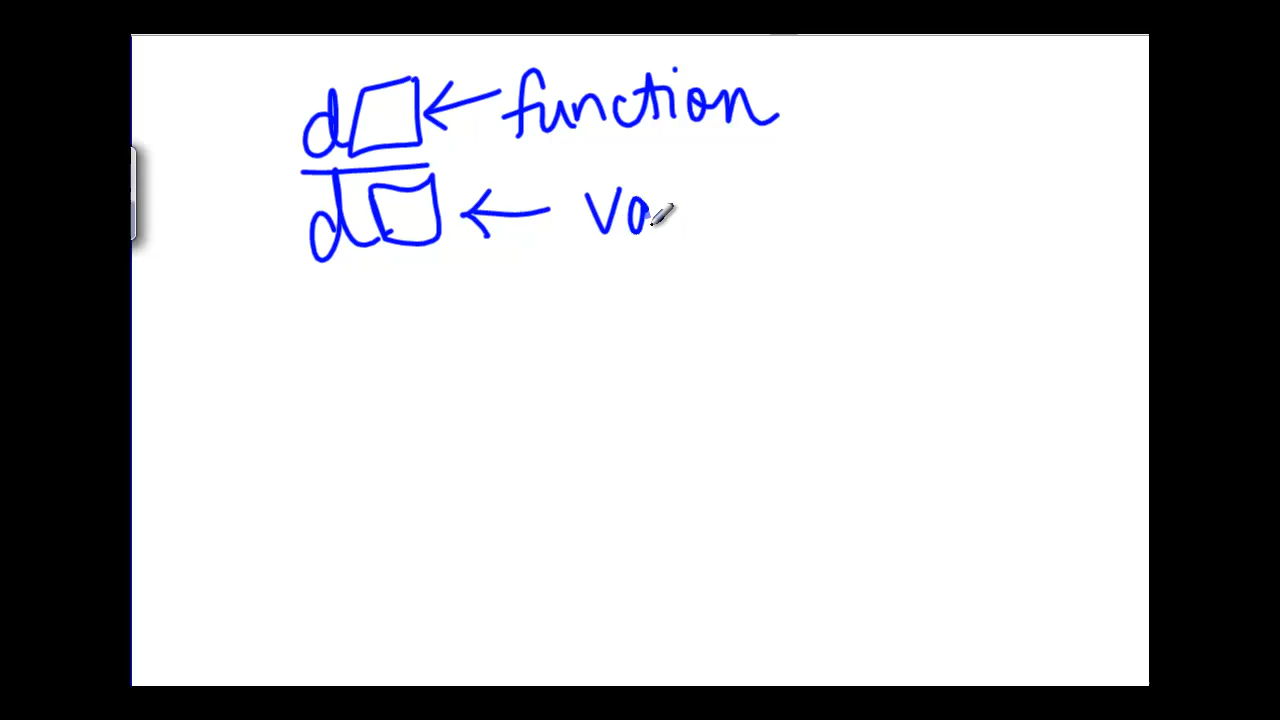 d□ ← function
d□ ← va